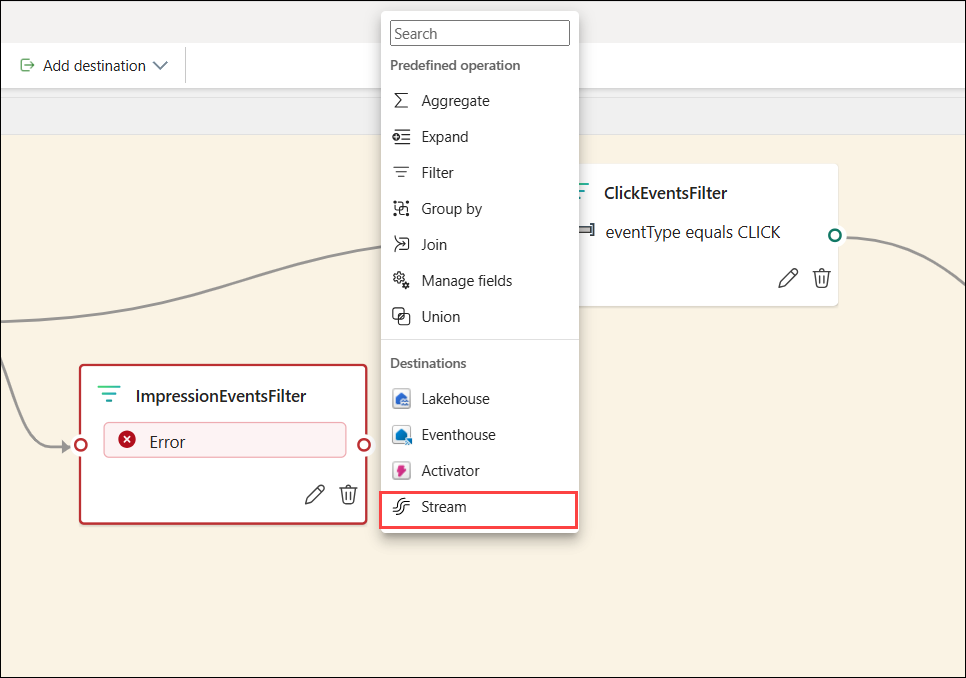 Search
Add destination
Predefined operation
Aggregate
Expand
Filter
Group by
Join
Manage fields
Union
Destinations
Lakehouse
Eventhouse
Activator
Stream
ClickEventsFilter
eventType equals CLICK
ImpressionEventsFilter
Error